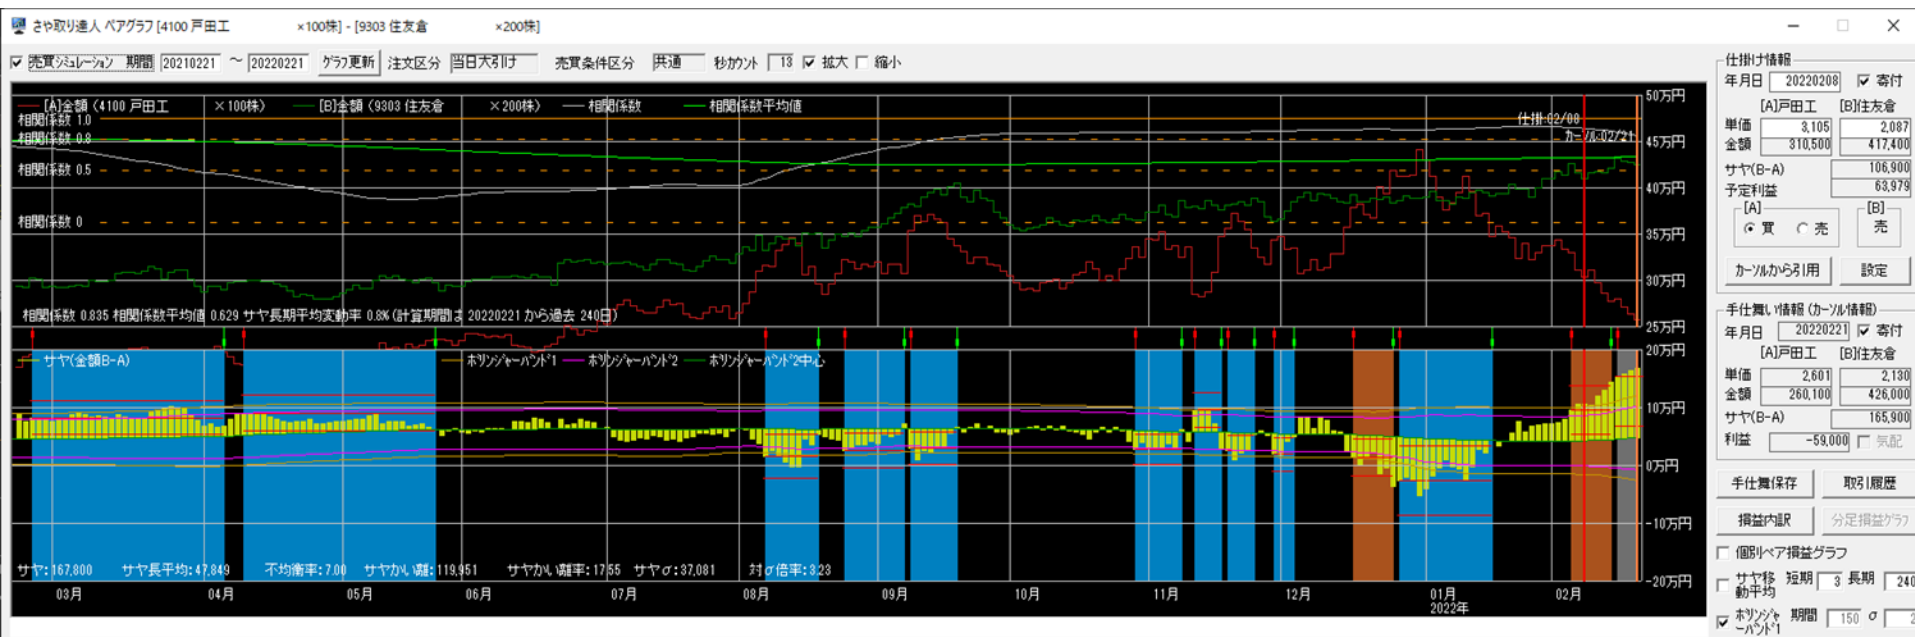 さや取り達人 ペアグラフ [4100 戸田工 ×100株] - [9303 住友倉 ×200株]
売買シミュレーション 期間 20210221 ～ 20220221 グラフ更新 注文区分 当日大引け 売買条件区分 共通 秒カウント 13 拡大 縮小
[A]金額 (4100 戸田工 ×100株) [B]金額 (9303 住友倉 ×200株) 相関係数 相関係数平均値
相関係数 1.0
相関係数 0.8
相関係数 0.5
相関係数 0
仕掛:02/08
カーソル:02/21
50万円
45万円
40万円
35万円
30万円
25万円
相関係数 0.835 相関係数平均値 0.629 サヤ長期平均変動率 0.8% (計算期間は 20220221 から過去 240日)
サヤ(金額B-A) ボリンジャーバンド1 ボリンジャーバンド2 ボリンジャーバンド2中心
20万円
10万円
0万円
-10万円
-20万円
サヤ:167,800 サヤ長平均:47,849 不均衡率:7.00 サヤかい離:119,951 サヤかい離率:17.55 サヤσ:37,081 対σ倍率:3.23
03月 04月 05月 06月 07月 08月 09月 10月 11月 12月 01月 02月
2022年
仕掛け情報
年月日 20220208 寄付
[A]戸田工 [B]住友倉
単価 3,105 2,087
金額 310,500 417,400
サヤ(B-A) 106,900
予定利益 63,979
[A] [B]
買 売 売
カーソルから引用 設定
手仕舞い情報 (カーソル情報)
年月日 20220221 寄付
[A]戸田工 [B]住友倉
単価 2,601 2,130
金額 260,100 426,000
サヤ(B-A) 165,900
利益 -59,000 気配
手仕舞保存 取引履歴
損益内訳 分足損益グラフ
個別ペア損益グラフ
サヤ移動平均 短期 3 長期 240
ボリンジャーバンド1 期間 150 σ 2